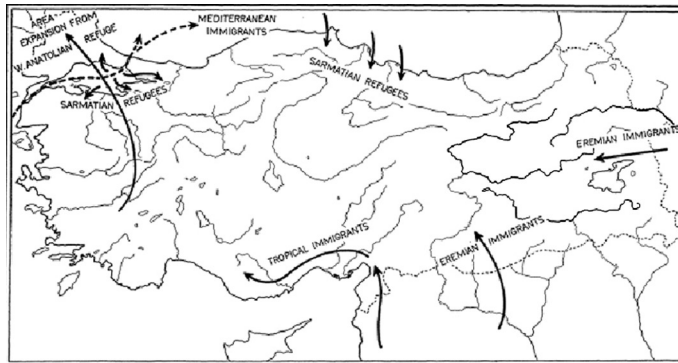 AREA
EXPANSION FROM
W. ANATOLIAN REFUGE
MEDITERRANEAN
IMMIGRANTS
SARMATIAN REFUGEES
SARMATIAN REFUGEES
EREMIAN IMMIGRANTS
TROPICAL IMMIGRANTS
EREMIAN IMMIGRANTS